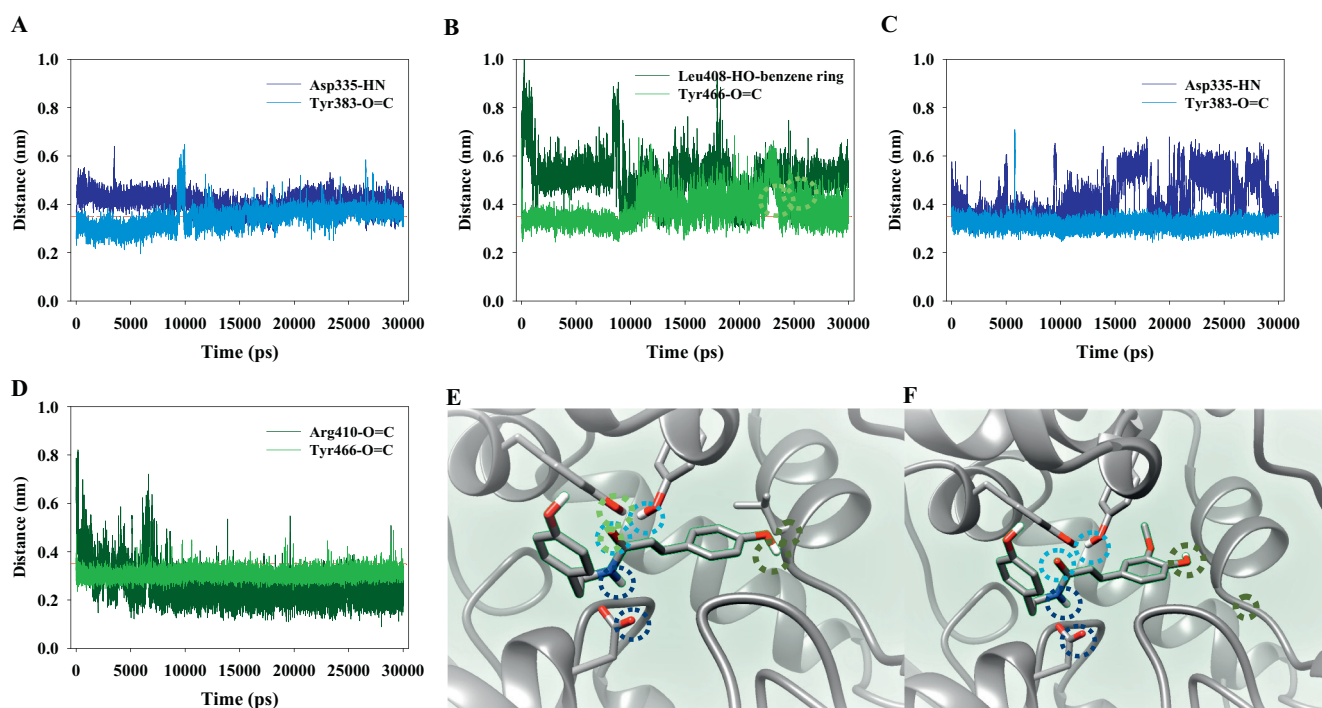 A
1.0
0.8
0.6
0.4
0.2
0.0
Distance (nm)
Asp335-HN
Tyr383-O=C
0 5000 10000 15000 20000 25000 30000
Time (ps)
B
1.0
0.8
0.6
0.4
0.2
0.0
Distance (nm)
Leu408-HO-benzene ring
Tyr466-O=C
0 5000 10000 15000 20000 25000 30000
Time (ps)
C
1.0
0.8
0.6
0.4
0.2
0.0
Distance (nm)
Asp335-HN
Tyr383-O=C
0 5000 10000 15000 20000 25000 30000
Time (ps)
D
1.0
0.8
0.6
0.4
0.2
0.0
Distance (nm)
Arg410-O=C
Tyr466-O=C
0 5000 10000 15000 20000 25000 30000
Time (ps)
E
F